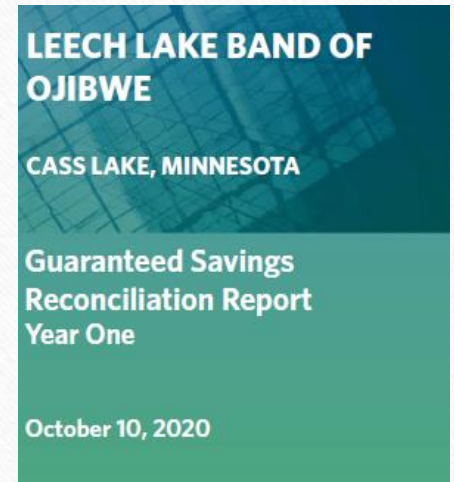 LEECH LAKE BAND OF
OJIBWE
CASS LAKE, MINNESOTA
Guaranteed Savings
Reconciliation Report
Year One
October 10, 2020